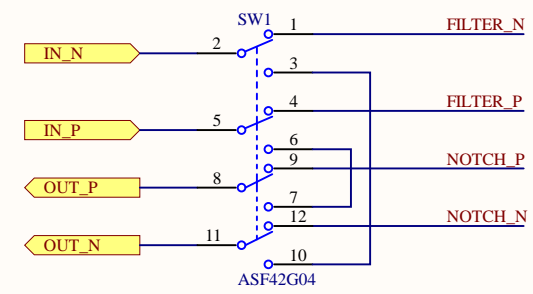 SW1
1 FILTER_N
IN_N 2
3
4 FILTER_P
IN_P 5
6
9 NOTCH_P
OUT_P 8
7
12 NOTCH_N
OUT_N 11
10
ASF42G04